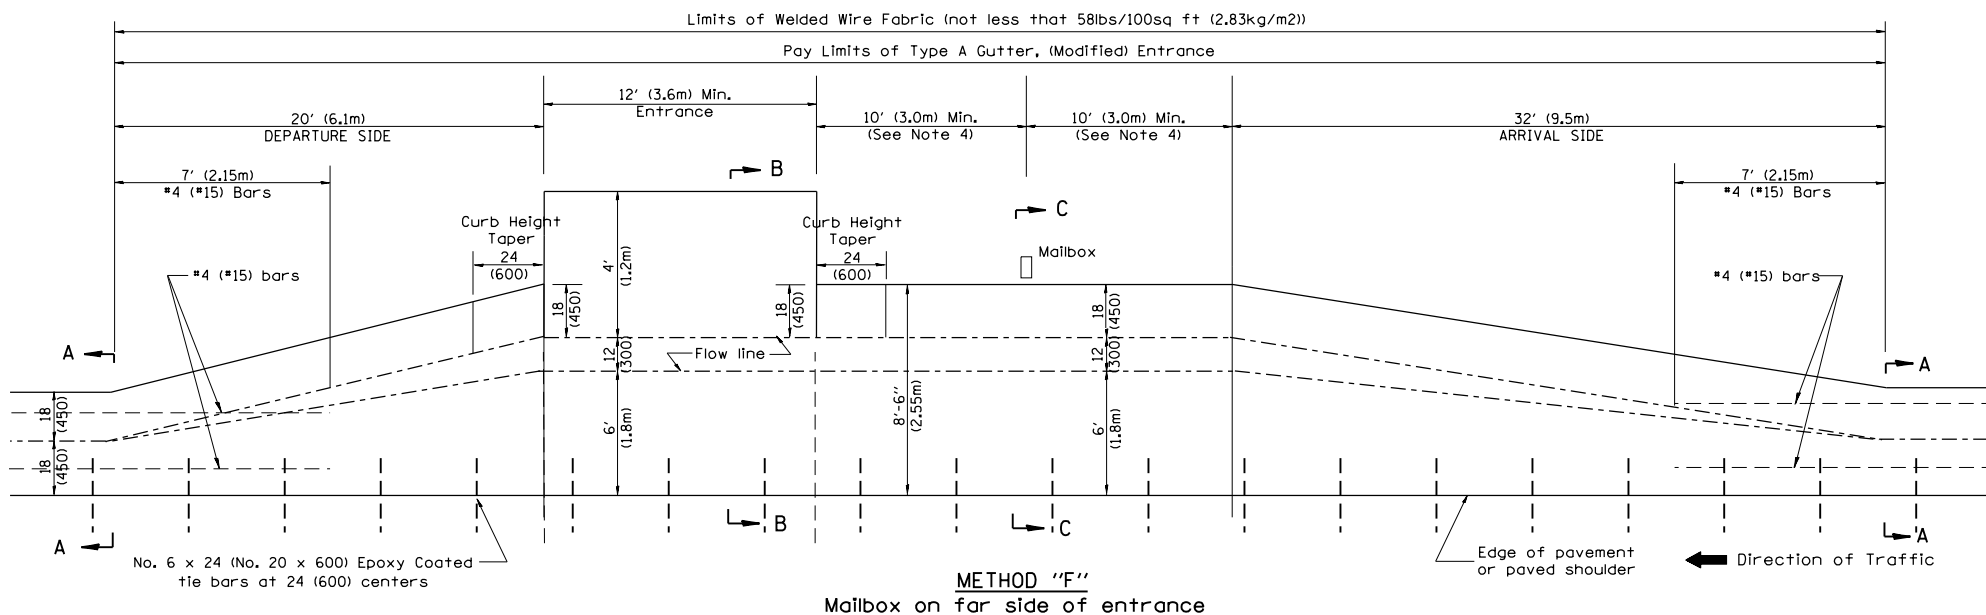 Limits of Welded Wire Fabric (not less that 58lbs/100sq ft (2.83kg/m2))
Pay Limits of Type A Gutter, (Modified) Entrance
12' (3.6m) Min.
Entrance
20' (6.1m)
DEPARTURE SIDE
10' (3.0m) Min.
(See Note 4)
10' (3.0m) Min.
(See Note 4)
32' (9.5m)
ARRIVAL SIDE
7' (2.15m)
#4 (#15) Bars
B
7' (2.15m)
#4 (#15) Bars
C
Curb Height
Taper
24
(600)
Curb Height
Taper
24
(600)
Mailbox
4'
(1.2m)
#4 (#15) bars
#4 (#15) bars
18
(450)
18
(450)
18
(450)
A
Flow line
12
(300)
12
(300)
A
18
(450)
18
(450)
6'
(1.8m)
8'-6"
(2.55m)
6'
(1.8m)
A
B
C
A
No. 6 x 24 (No. 20 x 600) Epoxy Coated
tie bars at 24 (600) centers
Edge of pavement
or paved shoulder
Direction of Traffic
METHOD "F"
Mailbox on far side of entrance